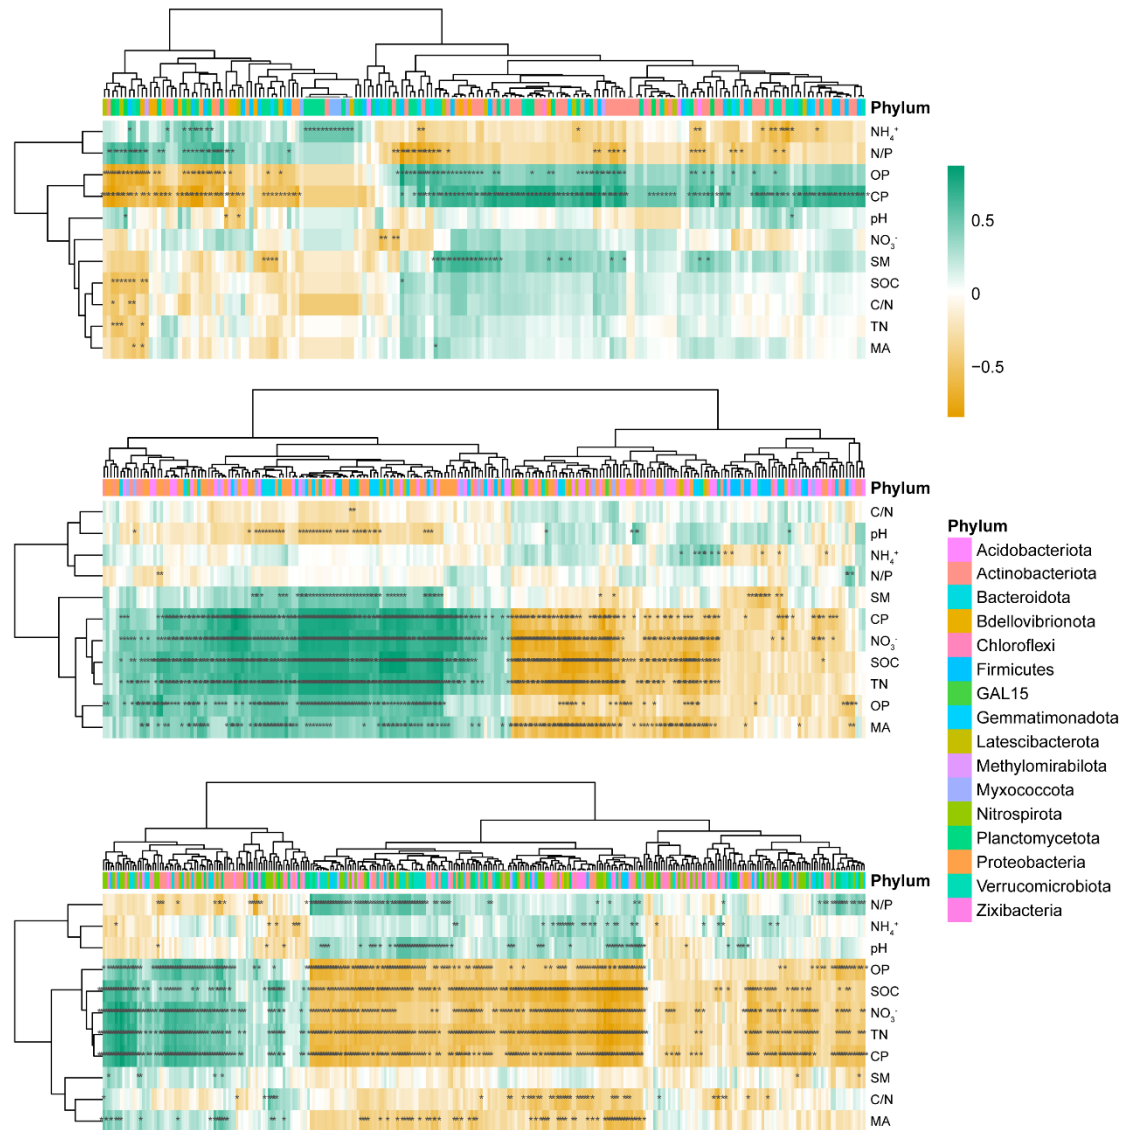 Phylum
NH₄⁺
N/P
OP
CP
pH
NO₃⁻
SM
SOC
C/N
TN
MA
0.5
0
−0.5
Phylum
C/N
pH
NH₄⁺
N/P
SM
CP
NO₃⁻
SOC
TN
OP
MA
Phylum
N/P
NH₄⁺
pH
OP
SOC
NO₃⁻
TN
CP
SM
C/N
MA
Phylum
Acidobacteriota
Actinobacteriota
Bacteroidota
Bdellovibrionota
Chloroflexi
Firmicutes
GAL15
Gemmatimonadota
Latescibacterota
Methylomirabilota
Myxococcota
Nitrospirota
Planctomycetota
Proteobacteria
Verrucomicrobiota
Zixibacteria